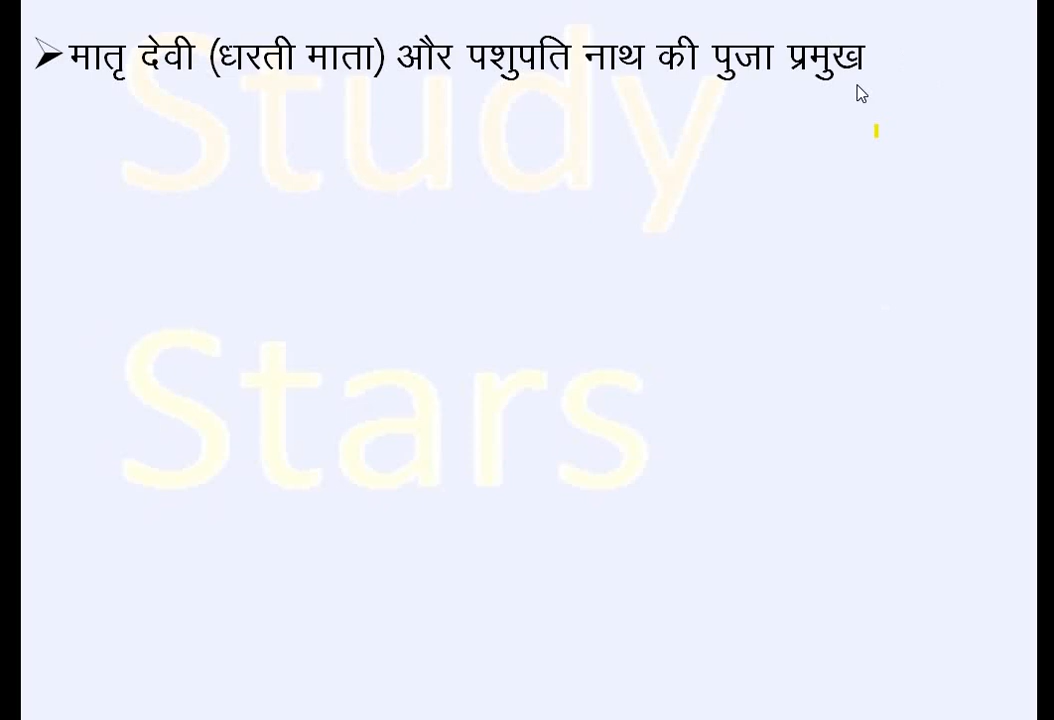 ➢मातृ देवी (धरती माता) और पशुपति नाथ की पुजा प्रमुख
Study
Stars